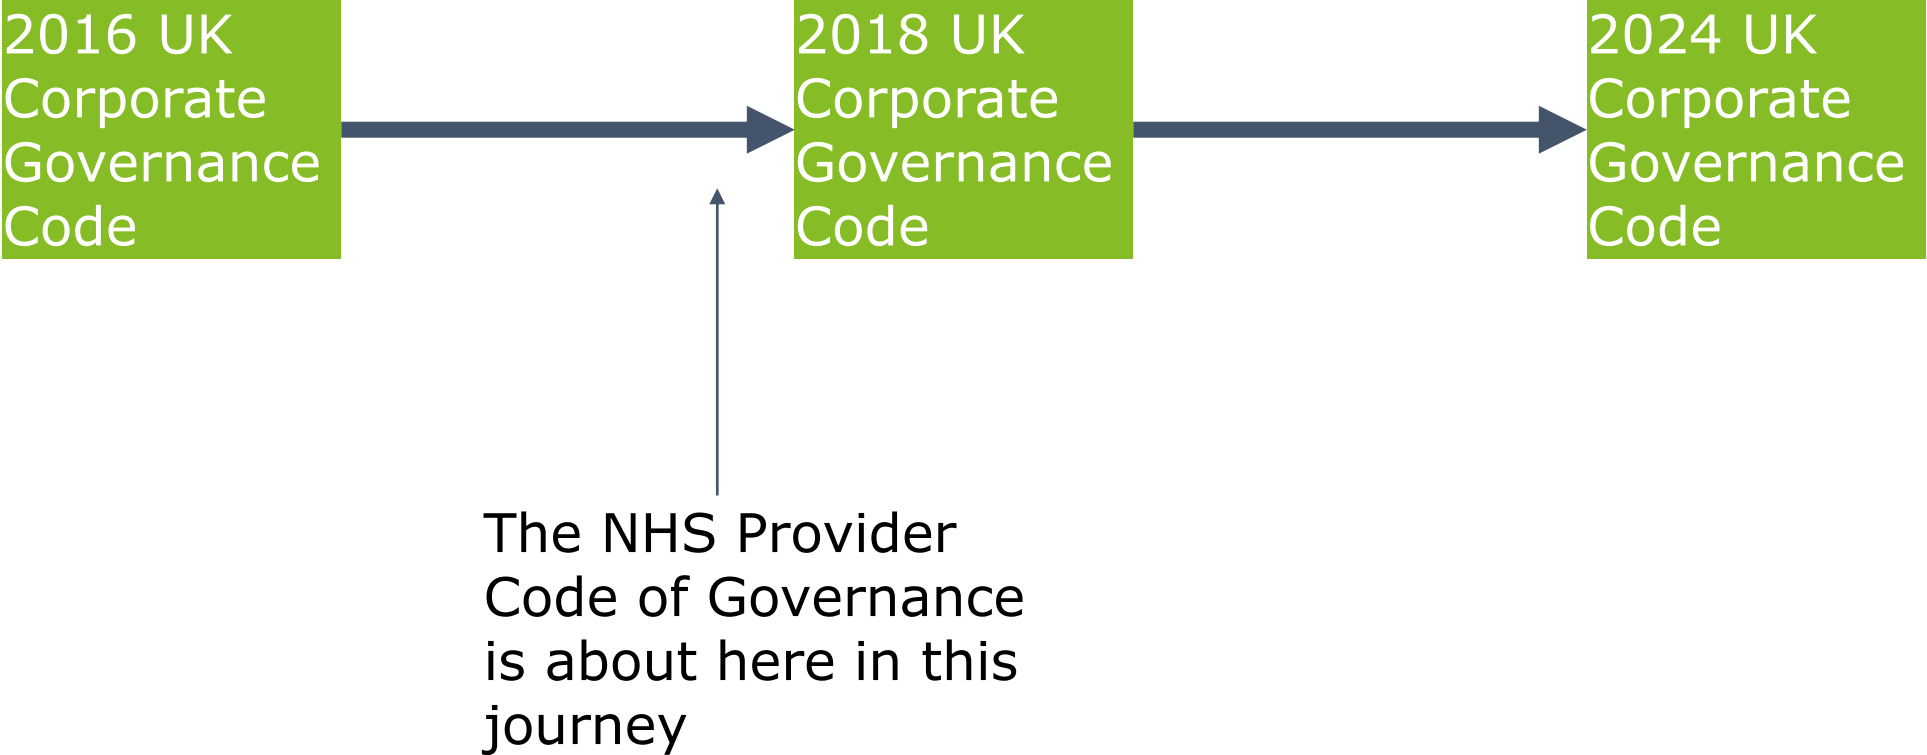 2016 UK
Corporate
Governance
Code
2018 UK
Corporate
Governance
Code
2024 UK
Corporate
Governance
Code
The NHS Provider
Code of Governance
is about here in this
journey